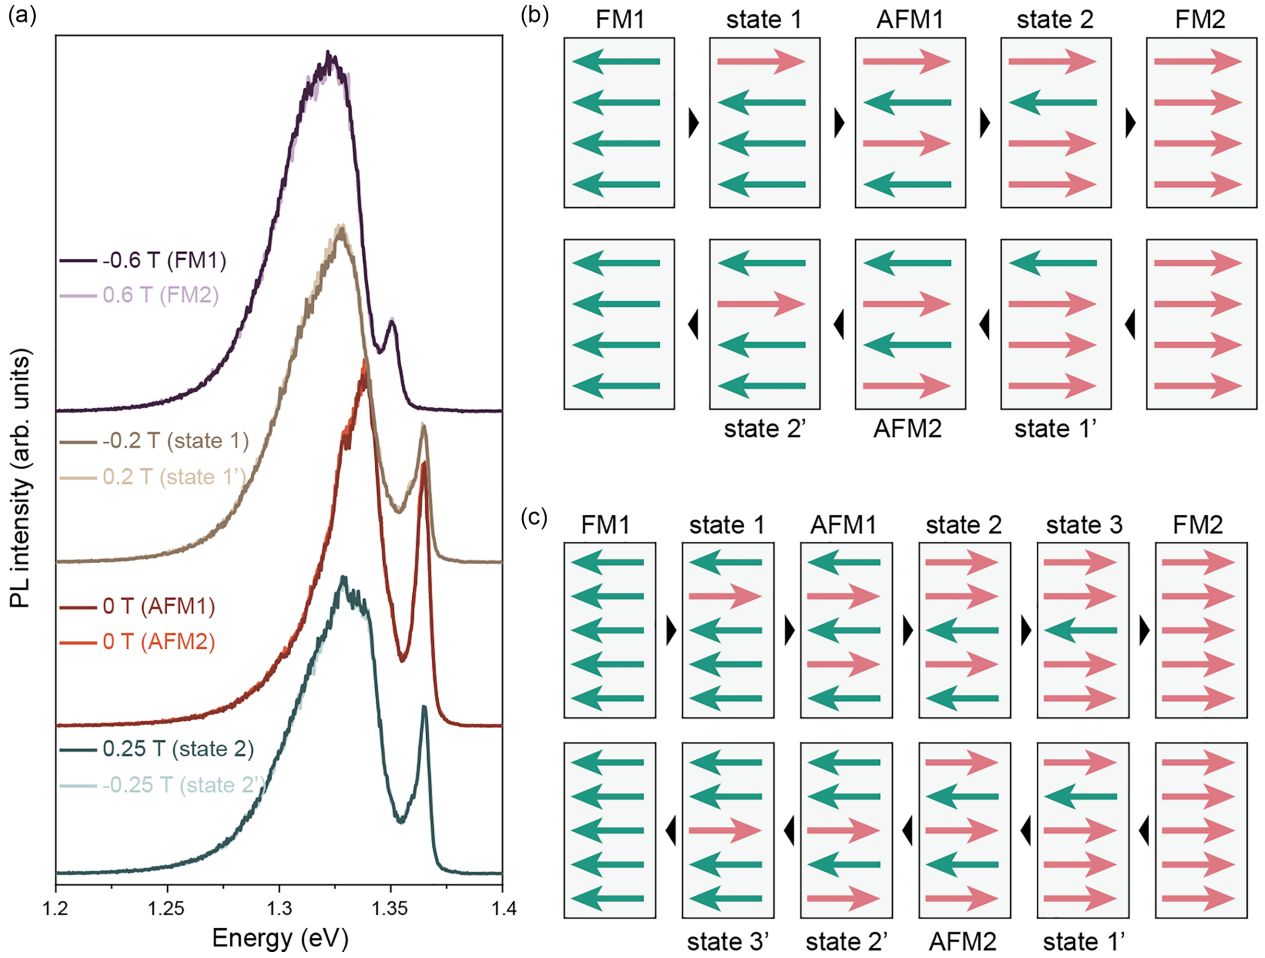 (a)
PL intensity (arb. units)
-0.6 T (FM1)
0.6 T (FM2)
-0.2 T (state 1)
0.2 T (state 1')
0 T (AFM1)
0 T (AFM2)
0.25 T (state 2)
-0.25 T (state 2')
1.2 1.25 1.3 1.35 1.4
Energy (eV)
(b)
FM1 state 1 AFM1 state 2 FM2
state 2' AFM2 state 1'
(c)
FM1 state 1 AFM1 state 2 state 3 FM2
state 3' state 2' AFM2 state 1'